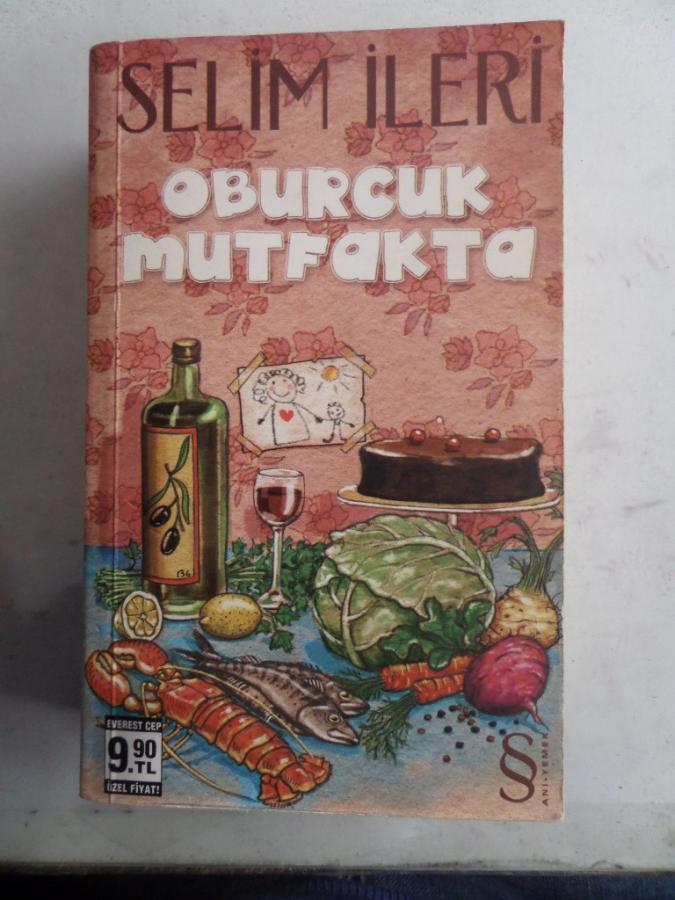 SELİM İLERİ
OBURCUK
MUTFAKTA
EVEREST CEP
9.90
.TL
ÖZEL FİYAT!
ANI-YEMEK